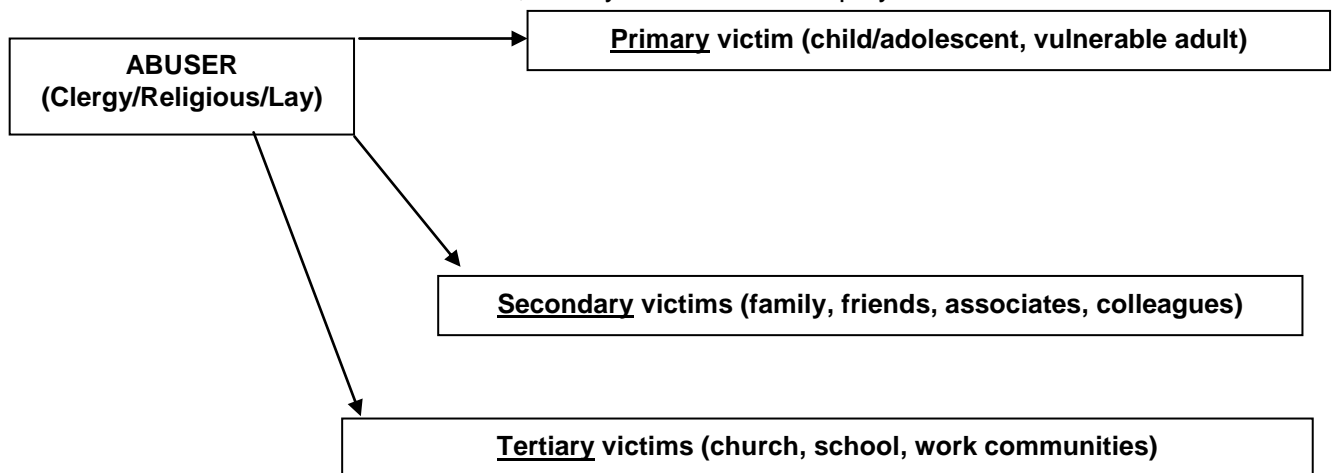 Primary victim (child/adolescent, vulnerable adult)
ABUSER
(Clergy/Religious/Lay)
Secondary victims (family, friends, associates, colleagues)
Tertiary victims (church, school, work communities)